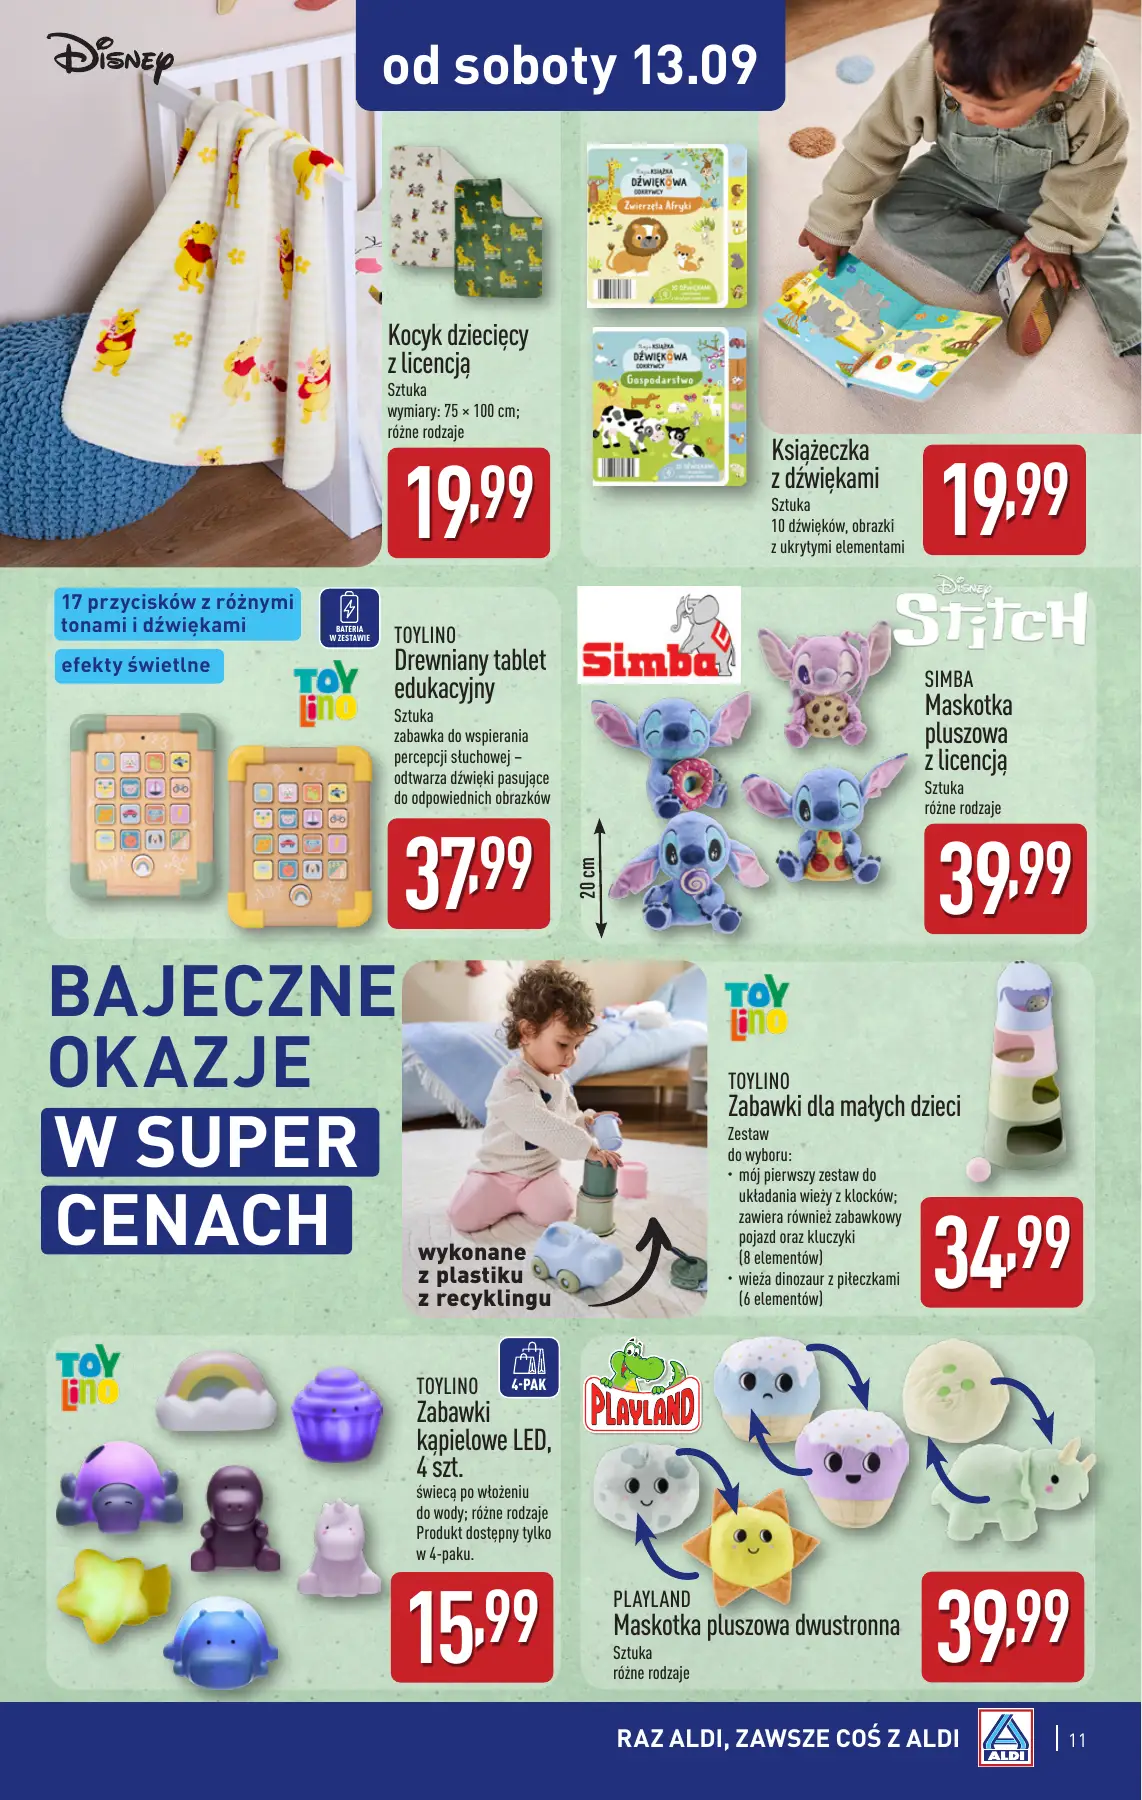 Disney
od soboty 13.09
Kocyk dziecięcy
z licencją
Sztuka
wymiary: 75 × 100 cm;
różne rodzaje
19,99
KSIĄŻKA
DŹWIĘKOWA
ODKRYWCY
Zwierzęta Afryki
10 DŹWIĘKAMI
KSIĄŻKA
DŹWIĘKOWA
ODKRYWCY
Gospodarstwo
10 DŹWIĘKAMI
Książeczka
z dźwiękami
Sztuka
10 dźwięków, obrazki
z ukrytymi elementami
19,99
17 przycisków z różnymi
tonami i dźwiękami
efekty świetlne
BATERIA
W ZESTAWIE
TOY
LiNO
TOYLINO
Drewniany tablet
edukacyjny
Sztuka
zabawka do wspierania
percepcji słuchowej –
odtwarza dźwięki pasujące
do odpowiednich obrazków
37,99
Simba
Disney
STiTCH
20 cm
SIMBA
Maskotka
pluszowa
z licencją
Sztuka
różne rodzaje
39,99
BAJECZNE
OKAZJE
W SUPER
CENACH
wykonane
z plastiku
z recyklingu
TOY
LiNO
TOYLINO
Zabawki dla małych dzieci
Zestaw
do wyboru:
• mój pierwszy zestaw do
układania wieży z klocków;
zawiera również zabawkowy
pojazd oraz kluczyki
(8 elementów)
• wieża dinozaur z piłeczkami
(6 elementów)
34,99
TOY
LiNO
4-PAK
TOYLINO
Zabawki
kąpielowe LED,
4 szt.
świecą po włożeniu
do wody; różne rodzaje
Produkt dostępny tylko
w 4-paku.
15,99
PLAYLAND
PLAYLAND
Maskotka pluszowa dwustronna
Sztuka
różne rodzaje
39,99
RAZ ALDI, ZAWSZE COŚ Z ALDI
ALDI
11